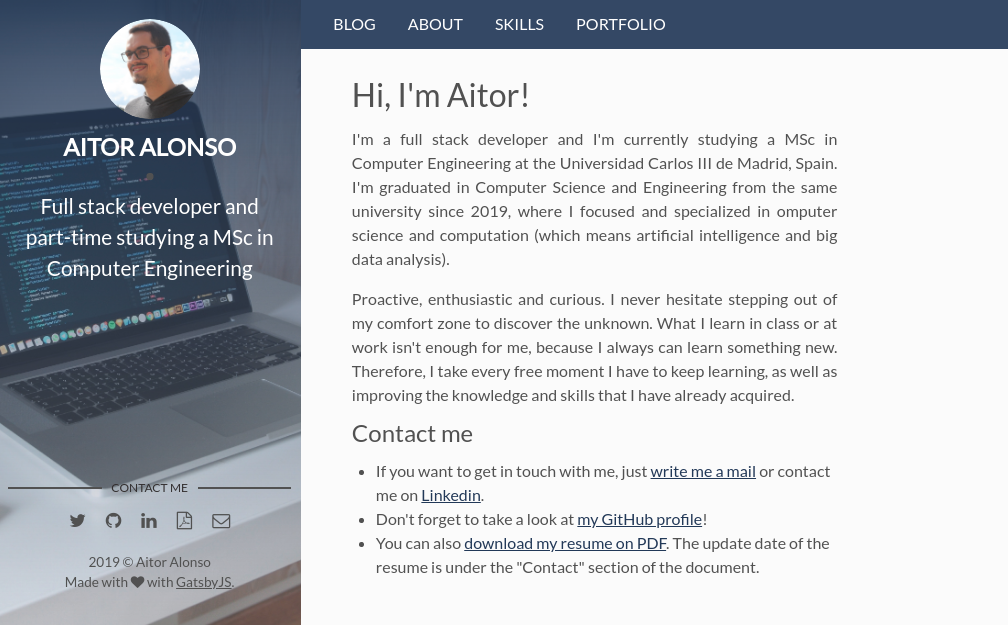 BLOG ABOUT SKILLS PORTFOLIO
AITOR ALONSO
Full stack developer and
part-time studying a MSc in
Computer Engineering
CONTACT ME
2019 © Aitor Alonso
Made with ♥ with GatsbyJS.
Hi, I'm Aitor!
I'm a full stack developer and I'm currently studying a MSc in
Computer Engineering at the Universidad Carlos III de Madrid, Spain.
I'm graduated in Computer Science and Engineering from the same
university since 2019, where I focused and specialized in omputer
science and computation (which means artificial intelligence and big
data analysis).
Proactive, enthusiastic and curious. I never hesitate stepping out of
my comfort zone to discover the unknown. What I learn in class or at
work isn't enough for me, because I always can learn something new.
Therefore, I take every free moment I have to keep learning, as well as
improving the knowledge and skills that I have already acquired.
Contact me
• If you want to get in touch with me, just write me a mail or contact
me on Linkedin.
• Don't forget to take a look at my GitHub profile!
• You can also download my resume on PDF. The update date of the
resume is under the "Contact" section of the document.